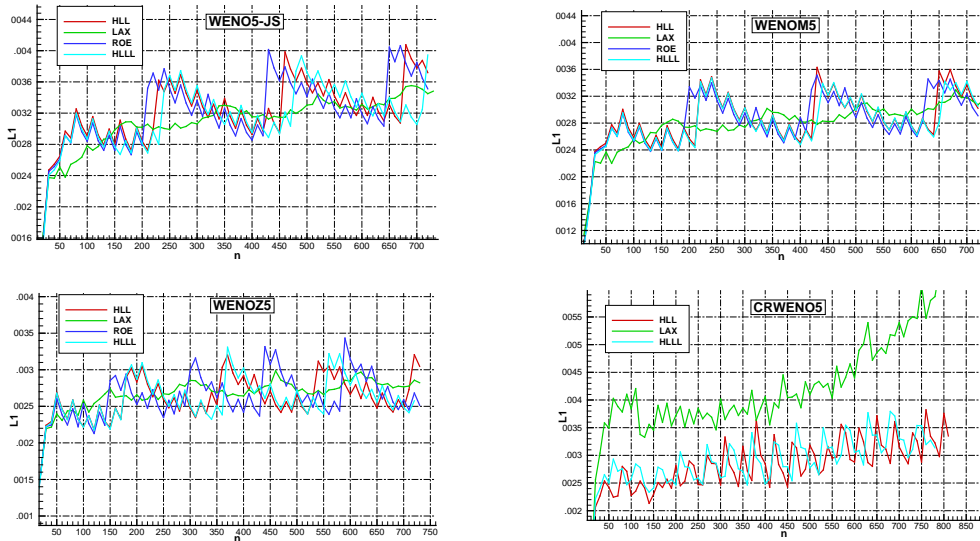 WENO5-JS
HLL
LAX
ROE
HLLL
.0044
.004
.0036
.0032
.0028
.0024
.002
.0016
L1
50 100 150 200 250 300 350 400 450 500 550 600 650 700
n
WENOM5
HLL
LAX
ROE
HLLL
.0044
.004
.0036
.0032
.0028
.0024
.002
.0016
.0012
L1
50 100 150 200 250 300 350 400 450 500 550 600 650 700
n
WENOZ5
HLL
LAX
ROE
HLLL
.004
.0035
.003
.0025
.002
.0015
.001
L1
50 100 150 200 250 300 350 400 450 500 550 600 650 700 750
n
CRWENO5
HLL
LAX
HLLL
.0055
.005
.0045
.004
.0035
.003
.0025
.002
L1
50 100 150 200 250 300 350 400 450 500 550 600 650 700 750 800 850
n